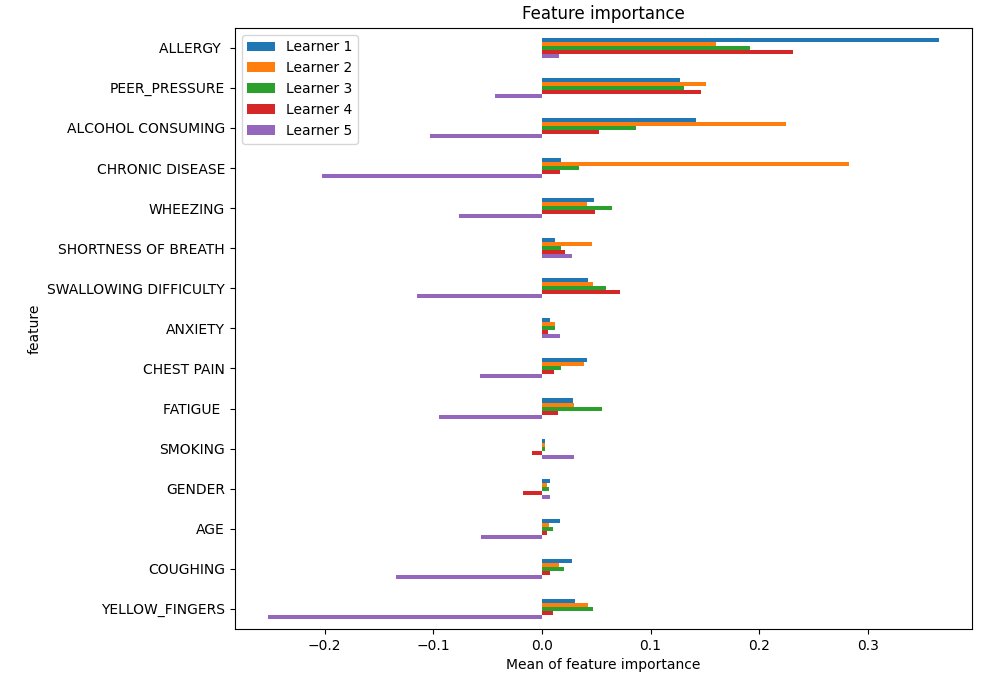 Feature importance
Learner 1
Learner 2
Learner 3
Learner 4
Learner 5
ALLERGY
PEER_PRESSURE
ALCOHOL CONSUMING
CHRONIC DISEASE
WHEEZING
SHORTNESS OF BREATH
SWALLOWING DIFFICULTY
ANXIETY
CHEST PAIN
FATIGUE
SMOKING
GENDER
AGE
COUGHING
YELLOW_FINGERS
feature
−0.2 −0.1 0.0 0.1 0.2 0.3
Mean of feature importance